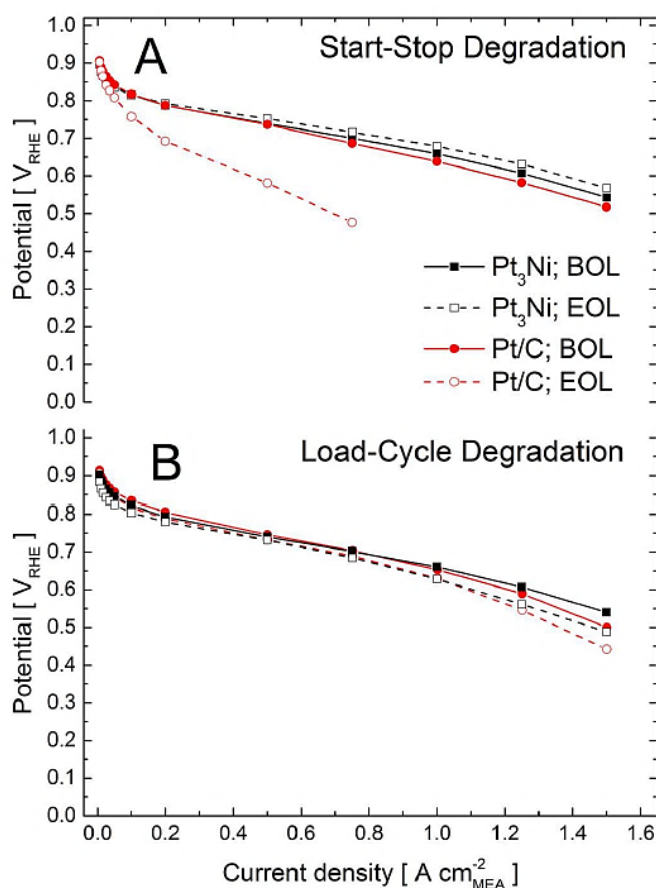 A
Start-Stop Degradation
1.0
0.9
0.8
0.7
0.6
0.5
0.4
0.3
0.2
0.1
0.0
Potential [ V_RHE ]
Pt₃Ni; BOL
Pt₃Ni; EOL
Pt/C; BOL
Pt/C; EOL
B
Load-Cycle Degradation
1.0
0.9
0.8
0.7
0.6
0.5
0.4
0.3
0.2
0.1
0.0
Potential [ V_RHE ]
0.0 0.2 0.4 0.6 0.8 1.0 1.2 1.4 1.6
Current density [ A cm⁻²_MEA ]